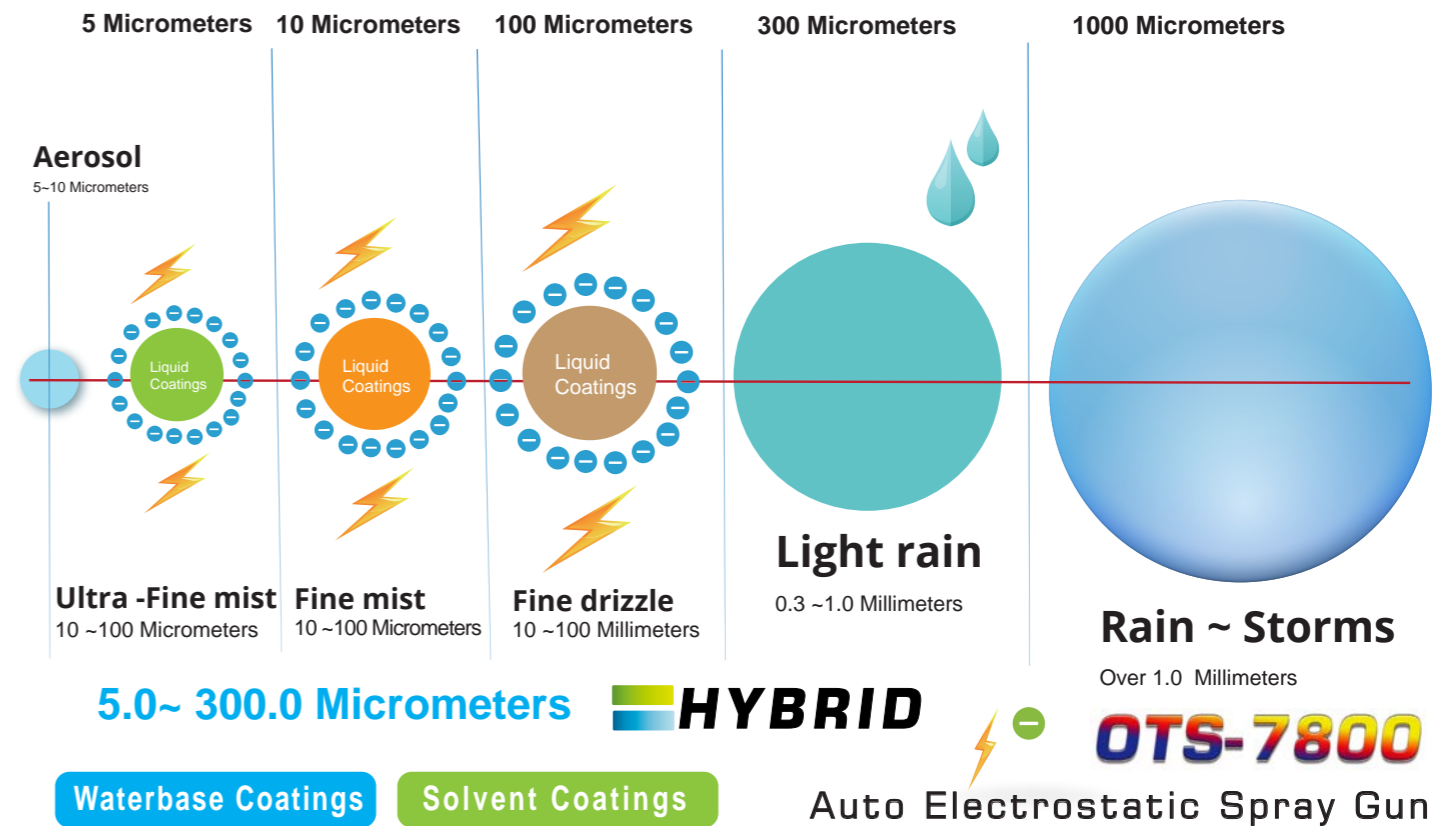 5 Micrometers
10 Micrometers
100 Micrometers
300 Micrometers
1000 Micrometers
Aerosol
5~10 Micrometers
Liquid
Coatings
Liquid
Coatings
Liquid
Coatings
Ultra -Fine mist
10 ~100 Micrometers
Fine mist
10 ~100 Micrometers
Fine drizzle
10 ~100 Millimeters
Light rain
0.3 ~1.0 Millimeters
Rain ~ Storms
Over 1.0 Millimeters
5.0~ 300.0 Micrometers
HYBRID
OTS-7800
Waterbase Coatings
Solvent Coatings
Auto Electrostatic Spray Gun